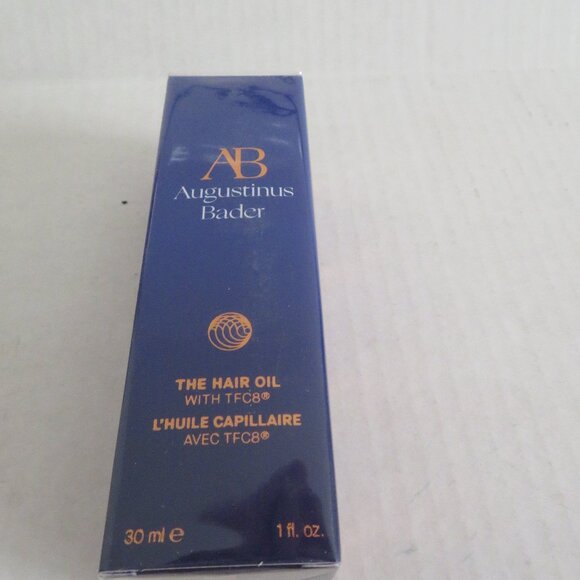 AB
Augustinus
Bader
THE HAIR OIL
WITH TFC8®
L'HUILE CAPILLAIRE
AVEC TFC8®
30 ml e 1 fl. oz.